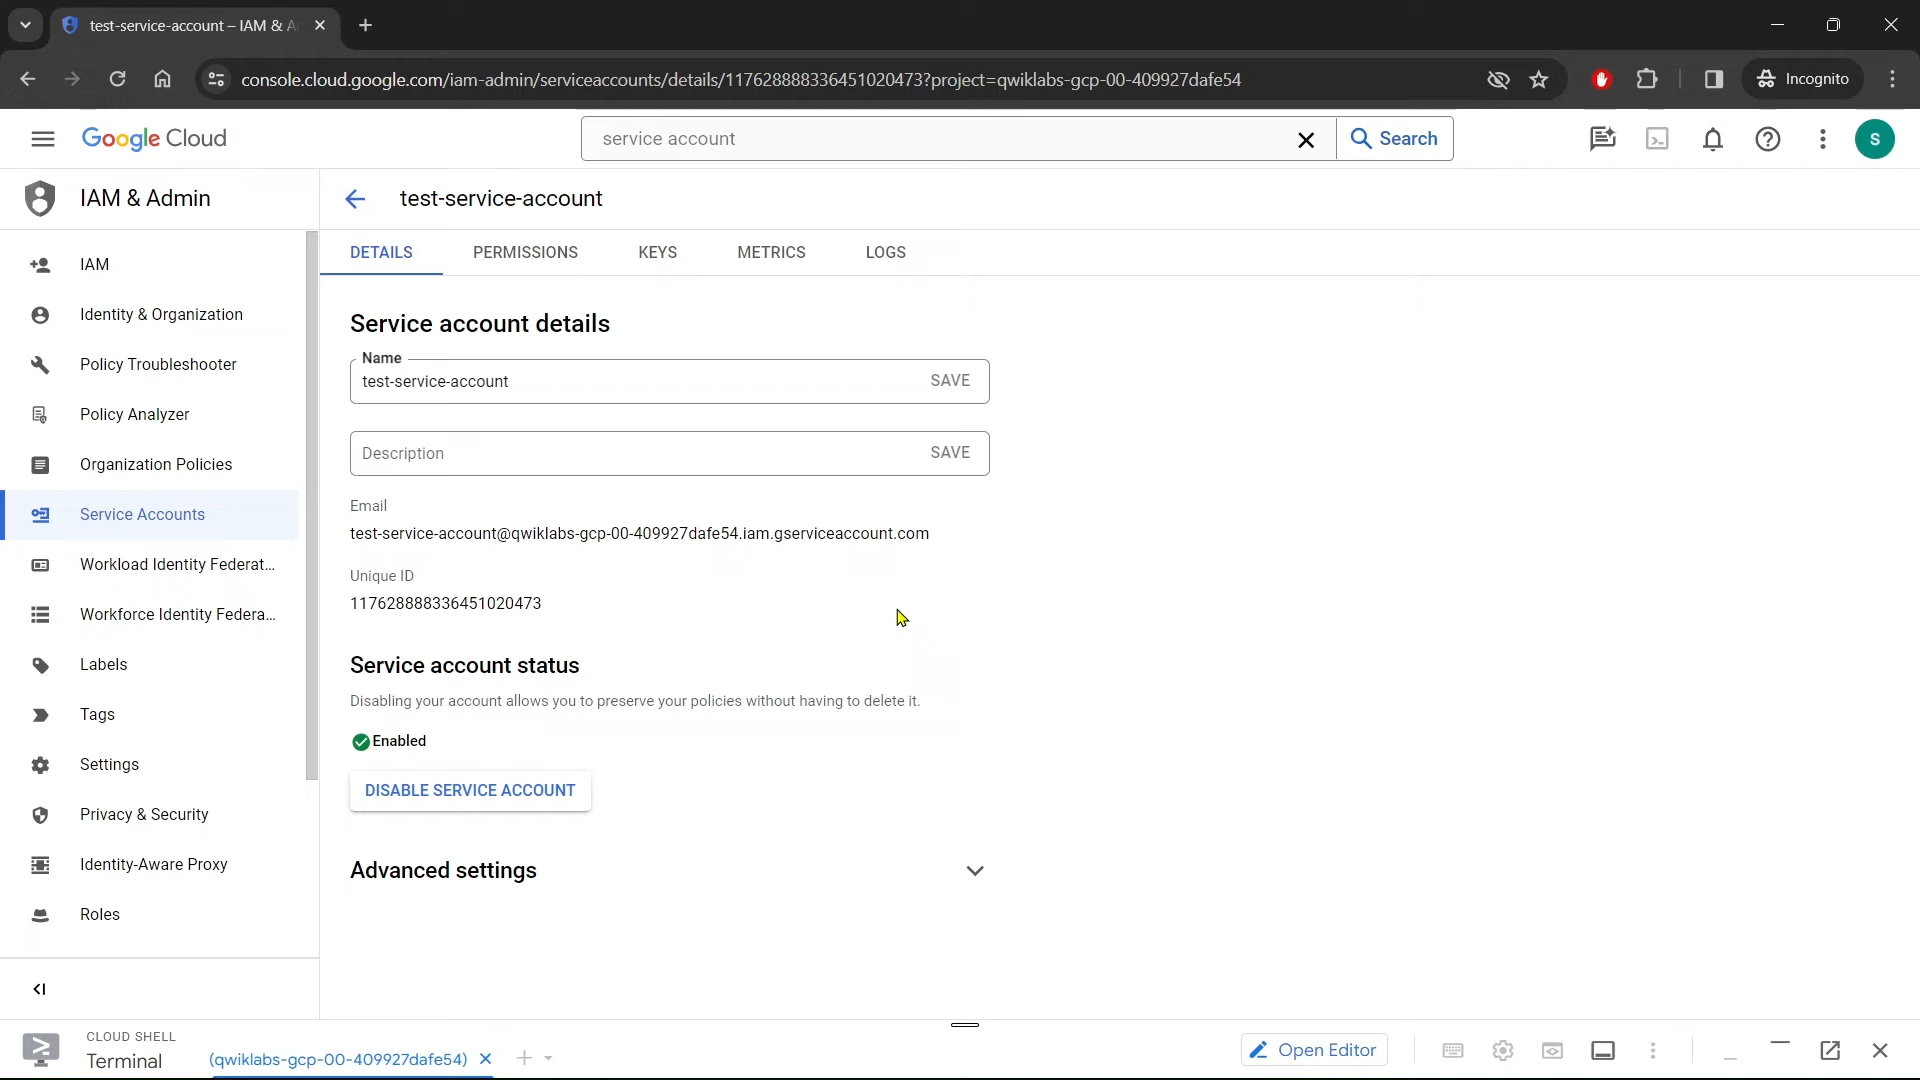 test-service-account – IAM & A
console.cloud.google.com/iam-admin/serviceaccounts/details/117628888336451020473?project=qwiklabs-gcp-00-409927dafe54
Incognito
Google Cloud
service account
Search
S
IAM & Admin
test-service-account
DETAILS
PERMISSIONS
KEYS
METRICS
LOGS
IAM
Identity & Organization
Policy Troubleshooter
Policy Analyzer
Organization Policies
Service Accounts
Workload Identity Federat...
Workforce Identity Federa...
Labels
Tags
Settings
Privacy & Security
Identity-Aware Proxy
Roles
Service account details
Name
test-service-account
SAVE
Description
SAVE
Email
test-service-account@qwiklabs-gcp-00-409927dafe54.iam.gserviceaccount.com
Unique ID
117628888336451020473
Service account status
Disabling your account allows you to preserve your policies without having to delete it.
Enabled
DISABLE SERVICE ACCOUNT
Advanced settings
CLOUD SHELL
Terminal
(qwiklabs-gcp-00-409927dafe54)
Open Editor